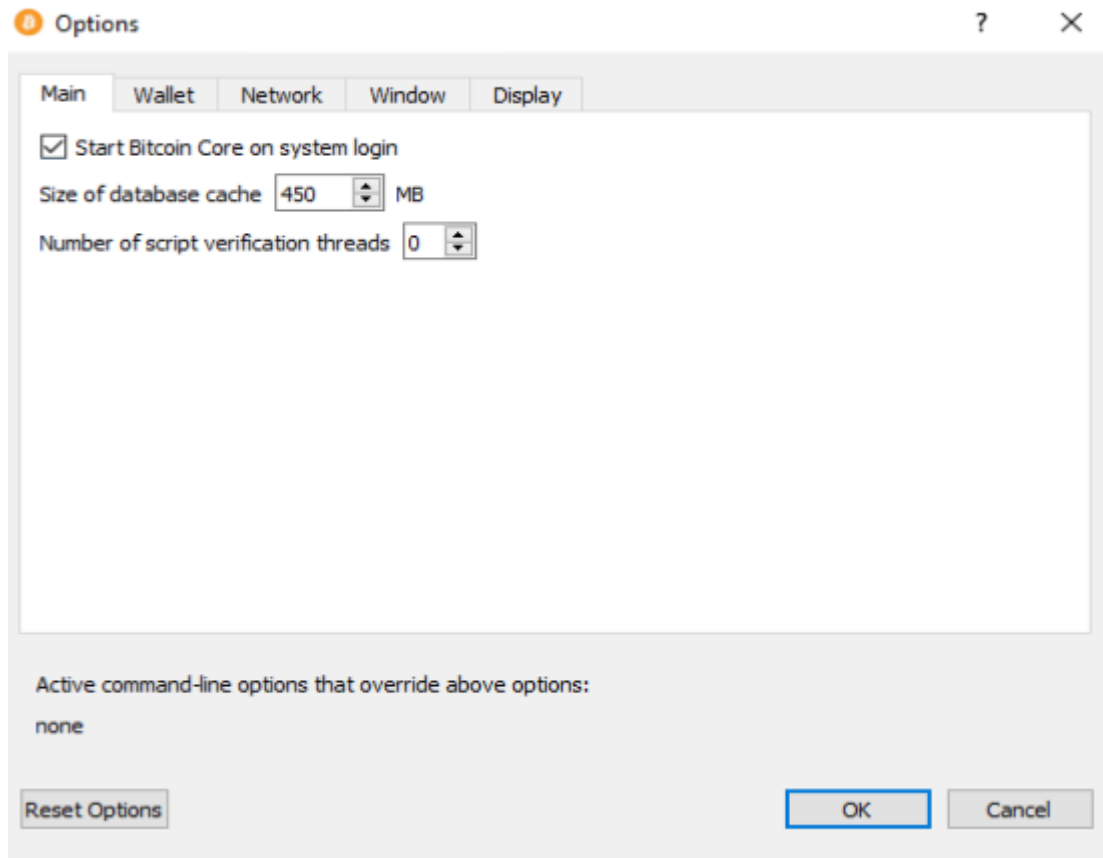 Options ?
Main Wallet Network Window Display
Start Bitcoin Core on system login
Size of database cache 450 MB
Number of script verification threads 0
Active command-line options that override above options:
none
Reset Options OK Cancel